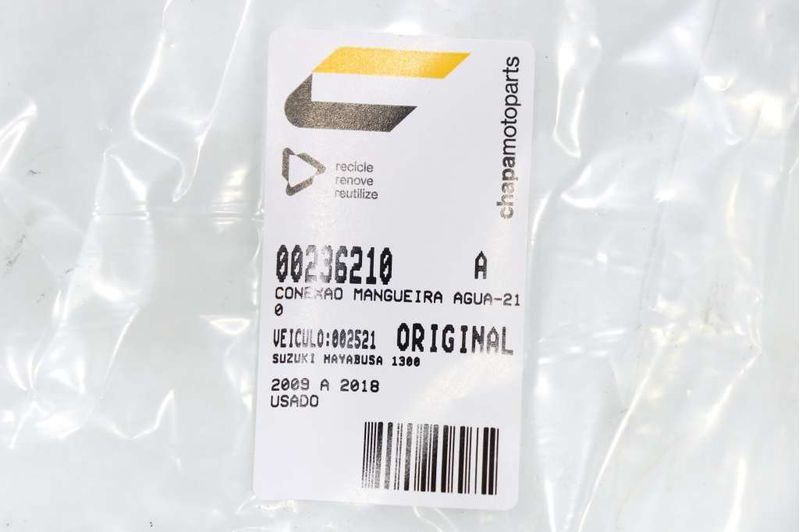 recicle
renove
reutilize
chapamotoparts
00236210 A
CONEXAO MANGUEIRA AGUA-21
0
VEICULO:002521 ORIGINAL
SUZUKI HAYABUSA 1300
2009 A 2018
USADO